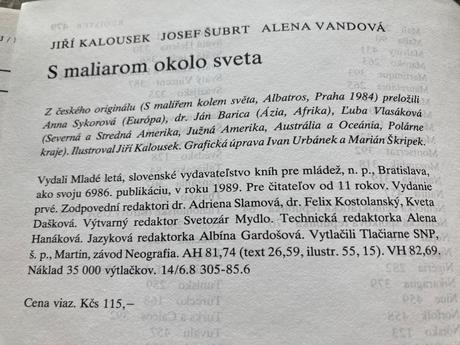 JIŘÍ KALOUSEK JOSEF ŠUBRT ALENA VANDOVÁ
S maliarom okolo sveta
Z českého originálu (S malířem kolem světa, Albatros, Praha 1984) preložili
Anna Sykorová (Európa), dr. Ján Barica (Ázia, Afrika), Ľuba Vlasáková
(Severná a Stredná Amerika, Južná Amerika, Austrália a Oceánia, Polárne
kraje). Ilustroval Jiří Kalousek. Grafická úprava Ivan Urbánek a Marián Škripek.
Vydali Mladé letá, slovenské vydavateľstvo kníh pre mládež, n. p., Bratislava,
ako svoju 6986. publikáciu, v roku 1989. Pre čitateľov od 11 rokov. Vydanie
prvé. Zodpovední redaktori dr. Adriena Slamová, dr. Felix Kostolanský, Kveta
Dašková. Výtvarný redaktor Svetozár Mydlo. Technická redaktorka Alena
Hanáková. Jazyková redaktorka Albína Gardošová. Vytlačili Tlačiarne SNP,
š. p., Martin, závod Neografia. AH 81,74 (text 26,59, ilustr. 55, 15). VH 82,69.
Náklad 35 000 výtlačkov. 14/6.8 305-85.6
Cena viaz. Kčs 115,–